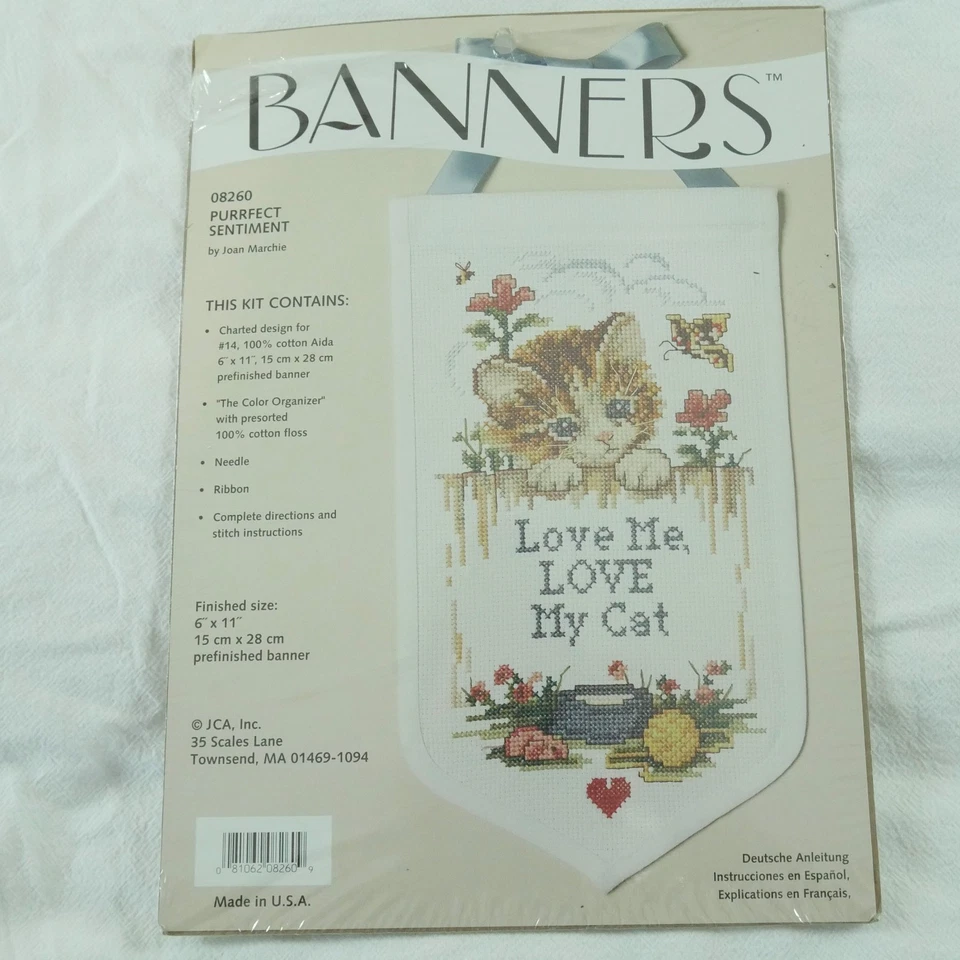 BANNERS™
08260
PURRFECT
SENTIMENT
by Joan Marchie
THIS KIT CONTAINS:
• Charted design for
#14, 100% cotton Aida
6" x 11", 15 cm x 28 cm
prefinished banner
• "The Color Organizer"
with presorted
100% cotton floss
• Needle
• Ribbon
• Complete directions and
stitch instructions
Finished size:
6" x 11"
15 cm x 28 cm
prefinished banner
© JCA, Inc.
35 Scales Lane
Townsend, MA 01469-1094
0 81062 08260 9
Made in U.S.A.
Love Me,
LOVE
My Cat
Deutsche Anleitung
Instrucciones en Español,
Explications en Français,